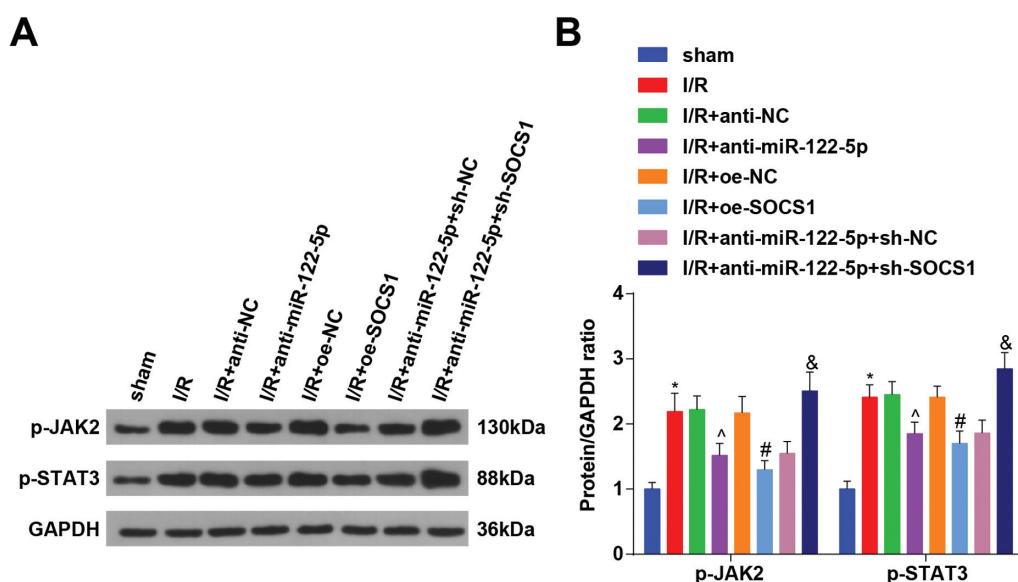 A
sham
I/R
I/R+anti-NC
I/R+anti-miR-122-5p
I/R+oe-NC
I/R+oe-SOCS1
I/R+anti-miR-122-5p+sh-NC
I/R+anti-miR-122-5p+sh-SOCS1
p-JAK2 130kDa
p-STAT3 88kDa
GAPDH 36kDa
B
sham
I/R
I/R+anti-NC
I/R+anti-miR-122-5p
I/R+oe-NC
I/R+oe-SOCS1
I/R+anti-miR-122-5p+sh-NC
I/R+anti-miR-122-5p+sh-SOCS1
Protein/GAPDH ratio
4
3
2
1
0
* ^ # &
* ^ # &
p-JAK2 p-STAT3